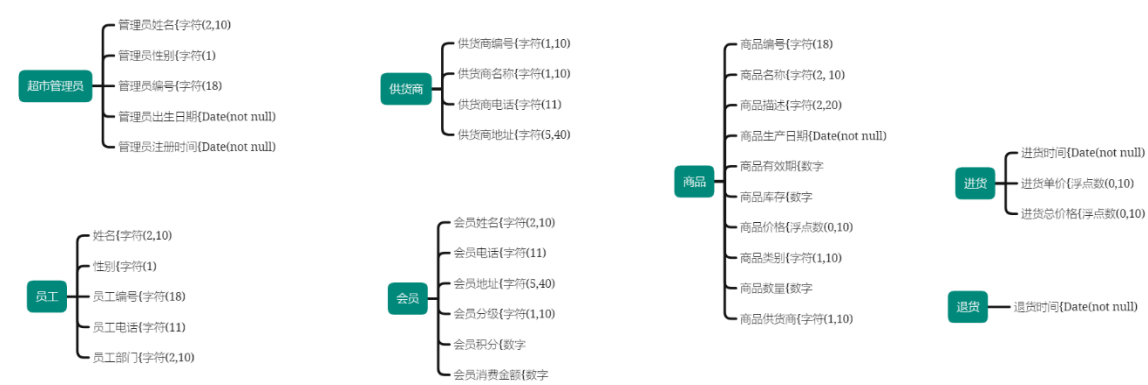 超市管理员
管理员姓名{字符(2,10)
管理员性别{字符(1)
管理员编号{字符(18)
管理员出生日期{Date(not null)
管理员注册时间{Date(not null)
供货商
供货商编号{字符(1,10)
供货商名称{字符(1,10)
供货商电话{字符(11)
供货商地址{字符(5,40)
商品
商品编号{字符(18)
商品名称{字符(2, 10)
商品描述{字符(2,20)
商品生产日期{Date(not null)
商品有效期{数字
商品库存{数字
商品价格{浮点数(0,10)
商品类别{字符(1,10)
商品数量{数字
商品供货商{字符(1,10)
进货
进货时间{Date(not null)
进货单价{浮点数(0,10)
进货总价格{浮点数(0,10)
员工
姓名{字符(2,10)
性别{字符(1)
员工编号{字符(18)
员工电话{字符(11)
员工部门{字符(2,10)
会员
会员姓名{字符(2,10)
会员电话{字符(11)
会员地址{字符(5,40)
会员分级{字符(1,10)
会员积分{数字
会员消费金额{数字
退货
退货时间{Date(not null)